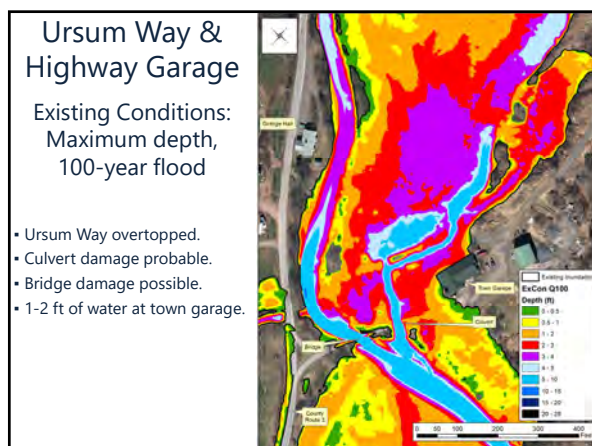 Ursum Way &
Highway Garage
Existing Conditions:
Maximum depth,
100-year flood
▪ Ursum Way overtopped.
▪ Culvert damage probable.
▪ Bridge damage possible.
▪ 1-2 ft of water at town garage.
Grange Hall
Town Garage
Culvert
Bridge
County
Route 2
Existing Inundation
ExCon Q100
Depth (ft)
0 - 0.5
0.5 - 1
1 - 2
2 - 3
3 - 4
4 - 5
5 - 10
10 - 15
15 - 20
20 - 25
0 50 100 200 300 400
Feet